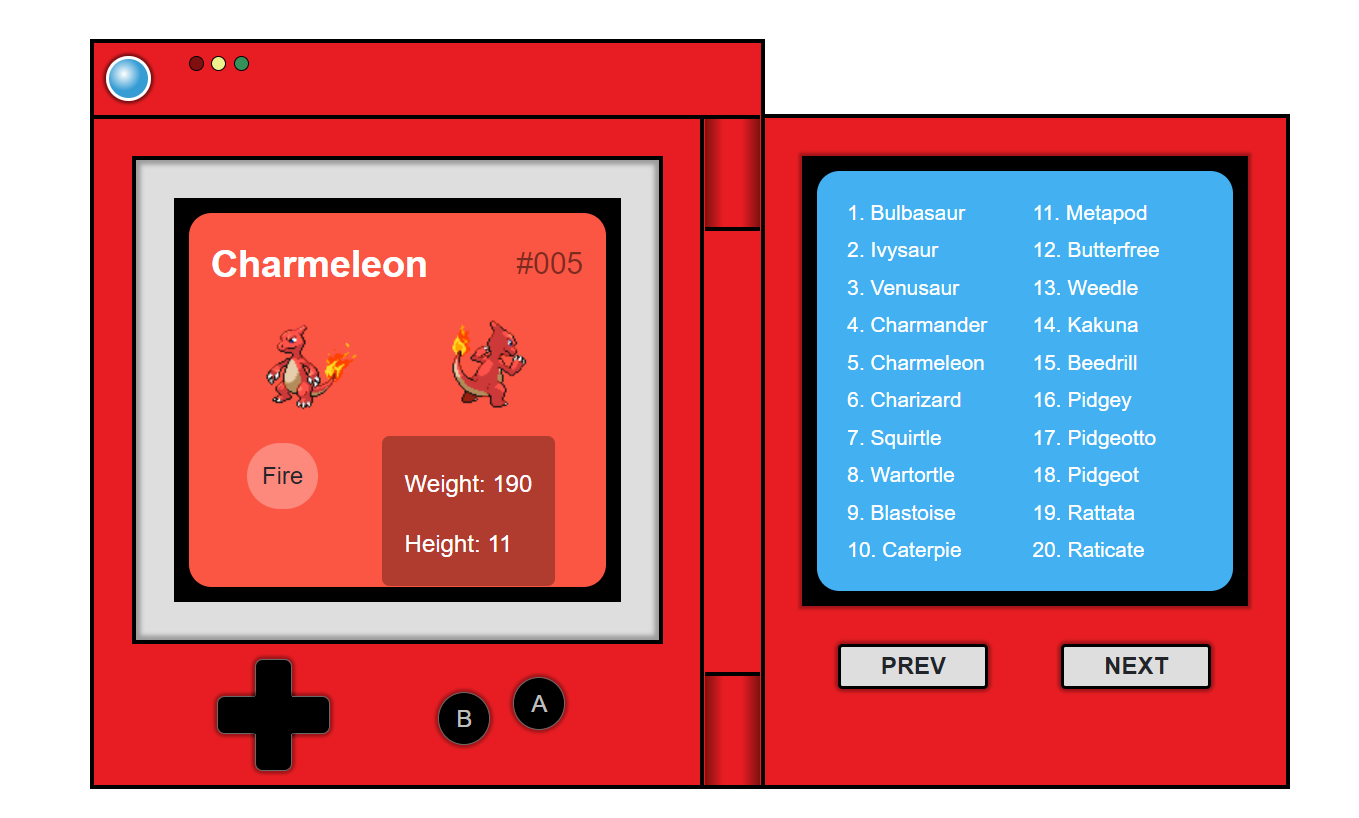 Charmeleon #005
Fire
Weight: 190
Height: 11
B
A
1. Bulbasaur
2. Ivysaur
3. Venusaur
4. Charmander
5. Charmeleon
6. Charizard
7. Squirtle
8. Wartortle
9. Blastoise
10. Caterpie
11. Metapod
12. Butterfree
13. Weedle
14. Kakuna
15. Beedrill
16. Pidgey
17. Pidgeotto
18. Pidgeot
19. Rattata
20. Raticate
PREV
NEXT